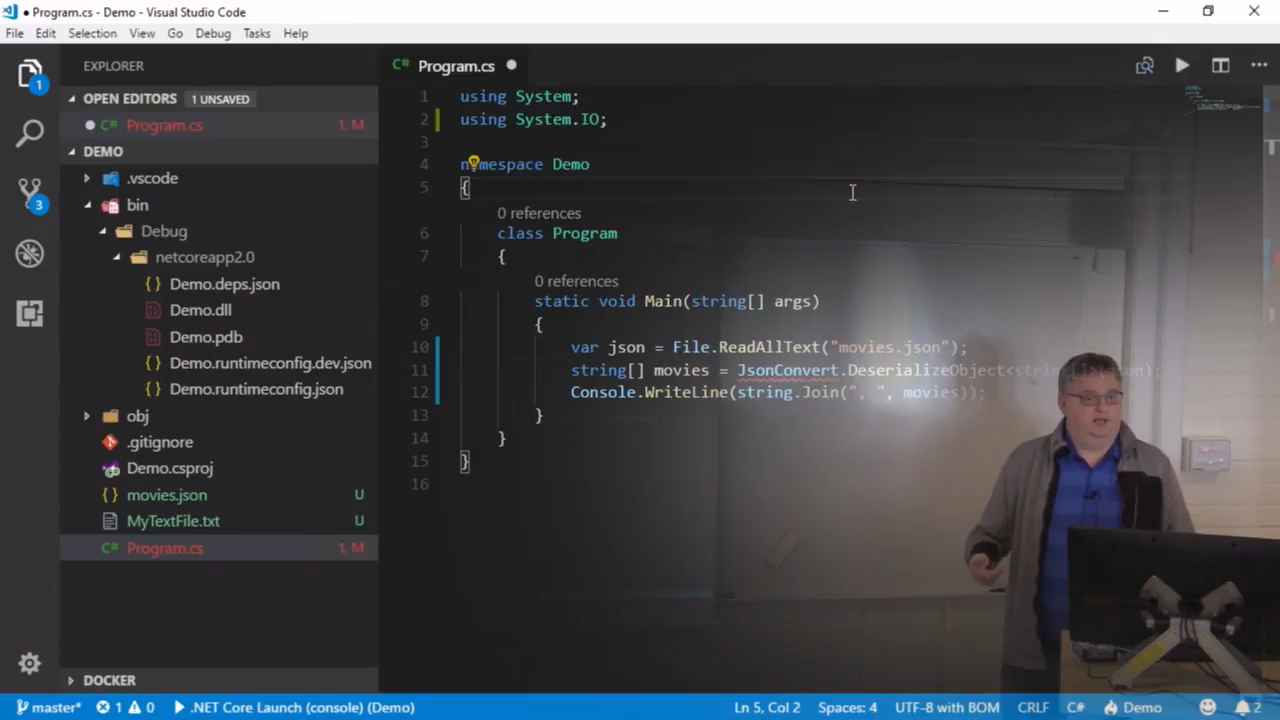 Program.cs - Demo - Visual Studio Code
File Edit Selection View Go Debug Tasks Help
EXPLORER
OPEN EDITORS 1 UNSAVED
Program.cs 1, M
DEMO
.vscode
bin
Debug
netcoreapp2.0
Demo.deps.json
Demo.dll
Demo.pdb
Demo.runtimeconfig.dev.json
Demo.runtimeconfig.json
obj
.gitignore
Demo.csproj
movies.json U
MyTextFile.txt U
C# Program.cs 1, M
DOCKER
1
3
C# Program.cs
1 using System;
2 using System.IO;
3
4 namespace Demo
5 {
0 references
6 class Program
7 {
0 references
8 static void Main(string[] args)
9 {
10 var json = File.ReadAllText("movies.json");
11 string[] movies = JsonConvert.DeserializeObject<string[]>(json);
12 Console.WriteLine(string.Join(", ", movies));
13 }
14 }
15 }
16
master* 1 0 .NET Core Launch (console) (Demo) Ln 5, Col 2 Spaces: 4 UTF-8 with BOM CRLF C# Demo 2